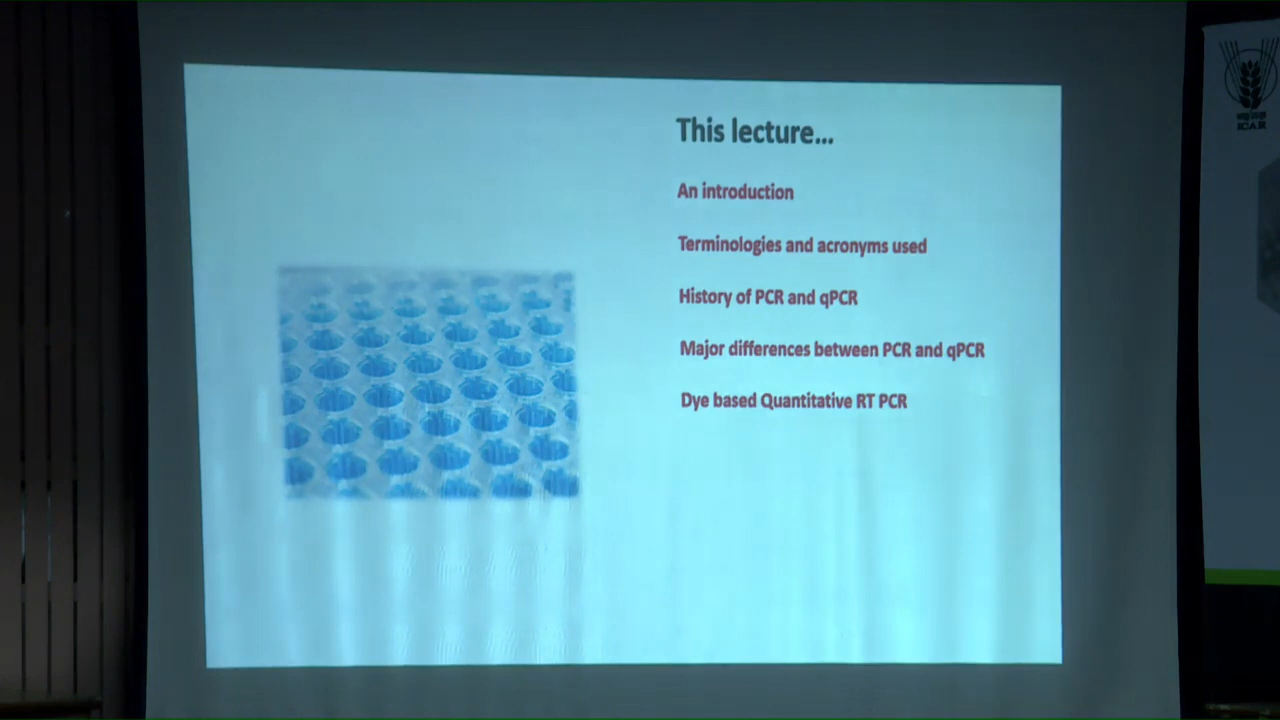 This lecture...
An introduction
Terminologies and acronyms used
History of PCR and qPCR
Major differences between PCR and qPCR
Dye based Quantitative RT PCR
ICAR